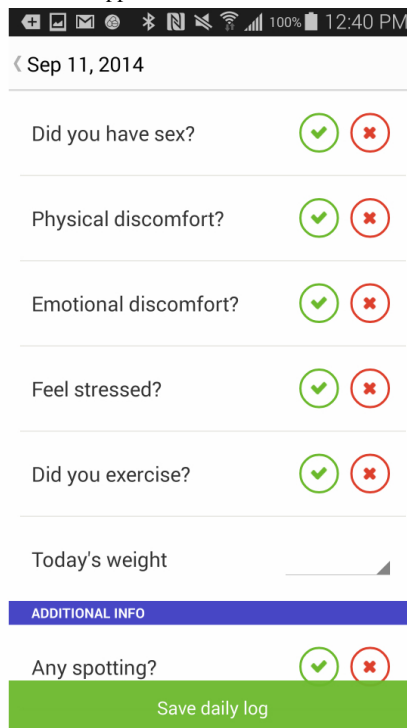 100% 12:40 PM
Sep 11, 2014
Did you have sex?
Physical discomfort?
Emotional discomfort?
Feel stressed?
Did you exercise?
Today's weight
ADDITIONAL INFO
Any spotting?
Save daily log